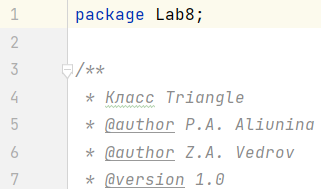 1 package Lab8;
2
3 /**
4 * Класс Triangle
5 * @author P.A. Aliunina
6 * @author Z.A. Vedrov
7 * @version 1.0